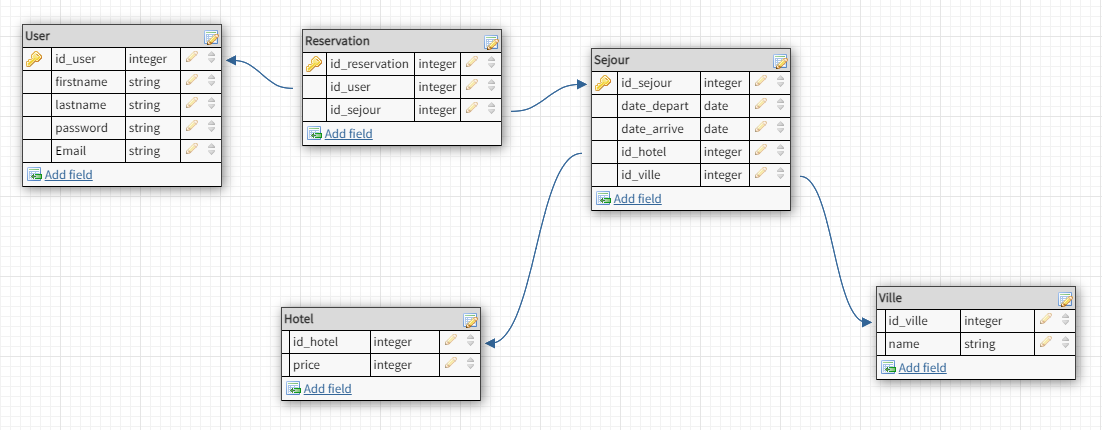 User
id_user integer
firstname string
lastname string
password string
Email string
Add field
Reservation
id_reservation integer
id_user integer
id_sejour integer
Add field
Sejour
id_sejour integer
date_depart date
date_arrive date
id_hotel integer
id_ville integer
Add field
Hotel
id_hotel integer
price integer
Add field
Ville
id_ville integer
name string
Add field